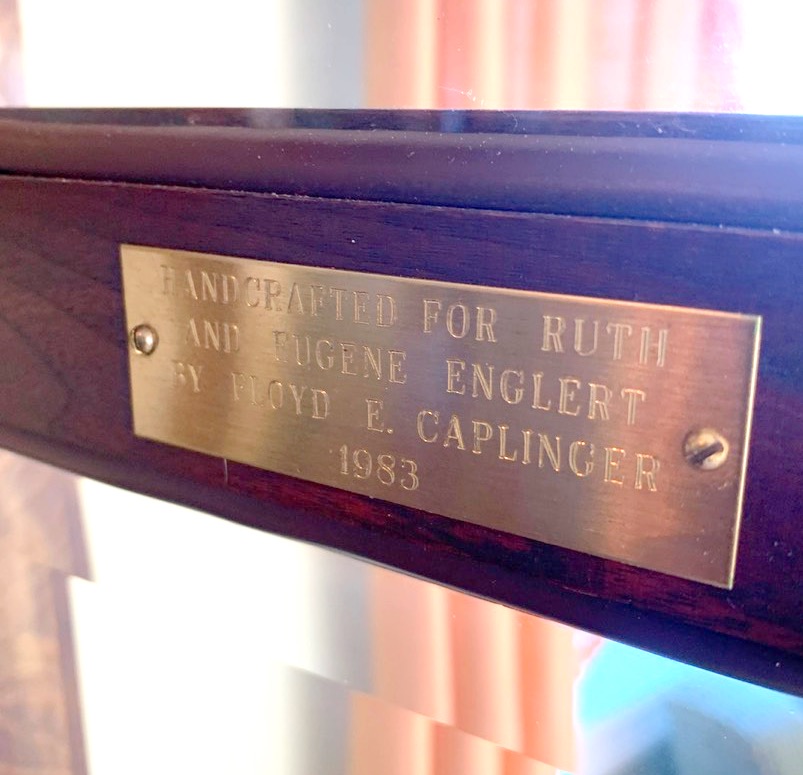 HANDCRAFTED FOR RUTH
AND EUGENE ENGLERT
BY FLOYD E. CAPLINGER
1983